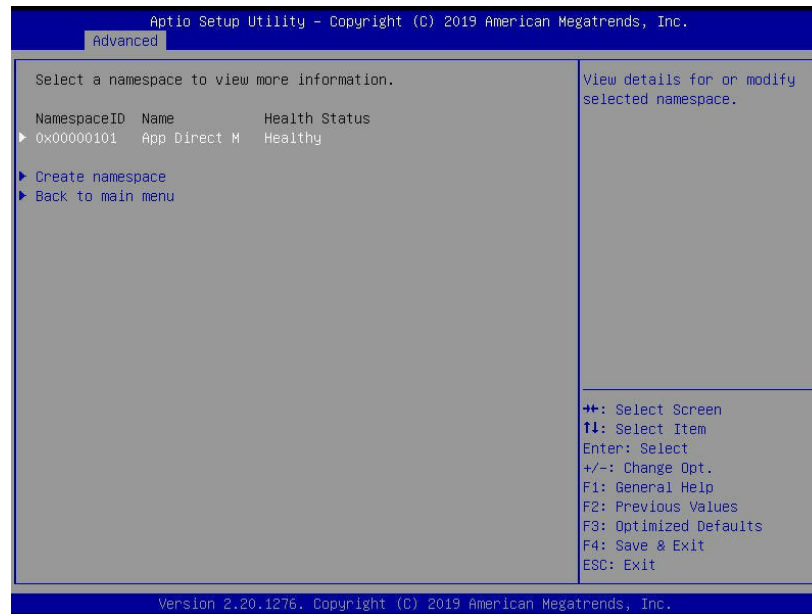 Aptio Setup Utility – Copyright (C) 2019 American Megatrends, Inc.
Advanced
Select a namespace to view more information.
NamespaceID Name Health Status
0x00000101 App Direct M Healthy
Create namespace
Back to main menu
View details for or modify
selected namespace.
→←: Select Screen
↑↓: Select Item
Enter: Select
+/-: Change Opt.
F1: General Help
F2: Previous Values
F3: Optimized Defaults
F4: Save & Exit
ESC: Exit
Version 2.20.1276. Copyright (C) 2019 American Megatrends, Inc.